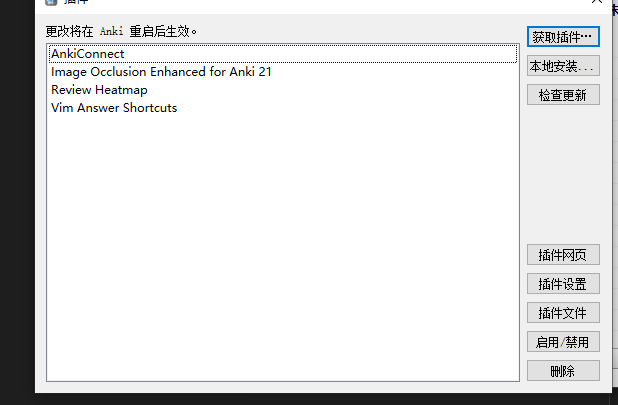 插件
更改将在 Anki 重启后生效。
获取插件…
AnkiConnect
本地安装...
Image Occlusion Enhanced for Anki 21
Review Heatmap
检查更新
Vim Answer Shortcuts
插件网页
插件设置
插件文件
启用/禁用
删除